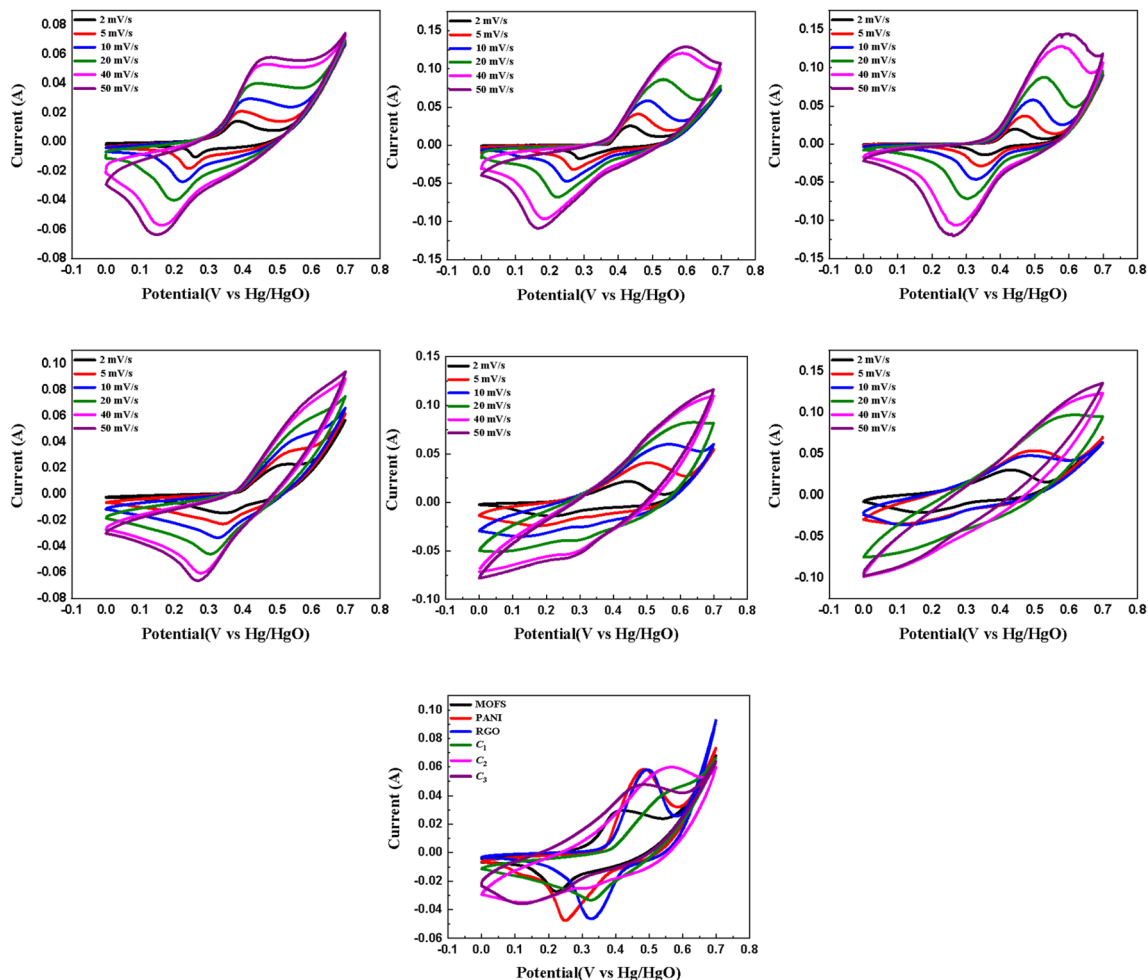 2 mV/s
5 mV/s
10 mV/s
20 mV/s
40 mV/s
50 mV/s
0.08
0.06
0.04
0.02
0.00
-0.02
-0.04
-0.06
-0.08
Current (A)
-0.1 0.0 0.1 0.2 0.3 0.4 0.5 0.6 0.7 0.8
Potential(V vs Hg/HgO)
2 mV/s
5 mV/s
10 mV/s
20 mV/s
40 mV/s
50 mV/s
0.15
0.10
0.05
0.00
-0.05
-0.10
-0.15
Current (A)
-0.1 0.0 0.1 0.2 0.3 0.4 0.5 0.6 0.7 0.8
Potential(V vs Hg/HgO)
2 mV/s
5 mV/s
10 mV/s
20 mV/s
40 mV/s
50 mV/s
0.15
0.10
0.05
0.00
-0.05
-0.10
-0.15
Current (A)
-0.1 0.0 0.1 0.2 0.3 0.4 0.5 0.6 0.7 0.8
Potential(V vs Hg/HgO)
2 mV/s
5 mV/s
10 mV/s
20 mV/s
40 mV/s
50 mV/s
0.10
0.08
0.06
0.04
0.02
0.00
-0.02
-0.04
-0.06
-0.08
Current (A)
-0.1 0.0 0.1 0.2 0.3 0.4 0.5 0.6 0.7 0.8
Potential(V vs Hg/HgO)
2 mV/s
5 mV/s
10 mV/s
20 mV/s
40 mV/s
50 mV/s
0.15
0.10
0.05
0.00
-0.05
-0.10
Current (A)
-0.1 0.0 0.1 0.2 0.3 0.4 0.5 0.6 0.7 0.8
Potential(V vs Hg/HgO)
2 mV/s
5 mV/s
10 mV/s
20 mV/s
40 mV/s
50 mV/s
0.15
0.10
0.05
0.00
-0.05
-0.10
Current (A)
-0.1 0.0 0.1 0.2 0.3 0.4 0.5 0.6 0.7 0.8
Potential(V vs Hg/HgO)
MOFS
PANI
RGO
C₁
C₂
C₃
0.10
0.08
0.06
0.04
0.02
0.00
-0.02
-0.04
-0.06
Current (A)
-0.1 0.0 0.1 0.2 0.3 0.4 0.5 0.6 0.7 0.8
Potential(V vs Hg/HgO)